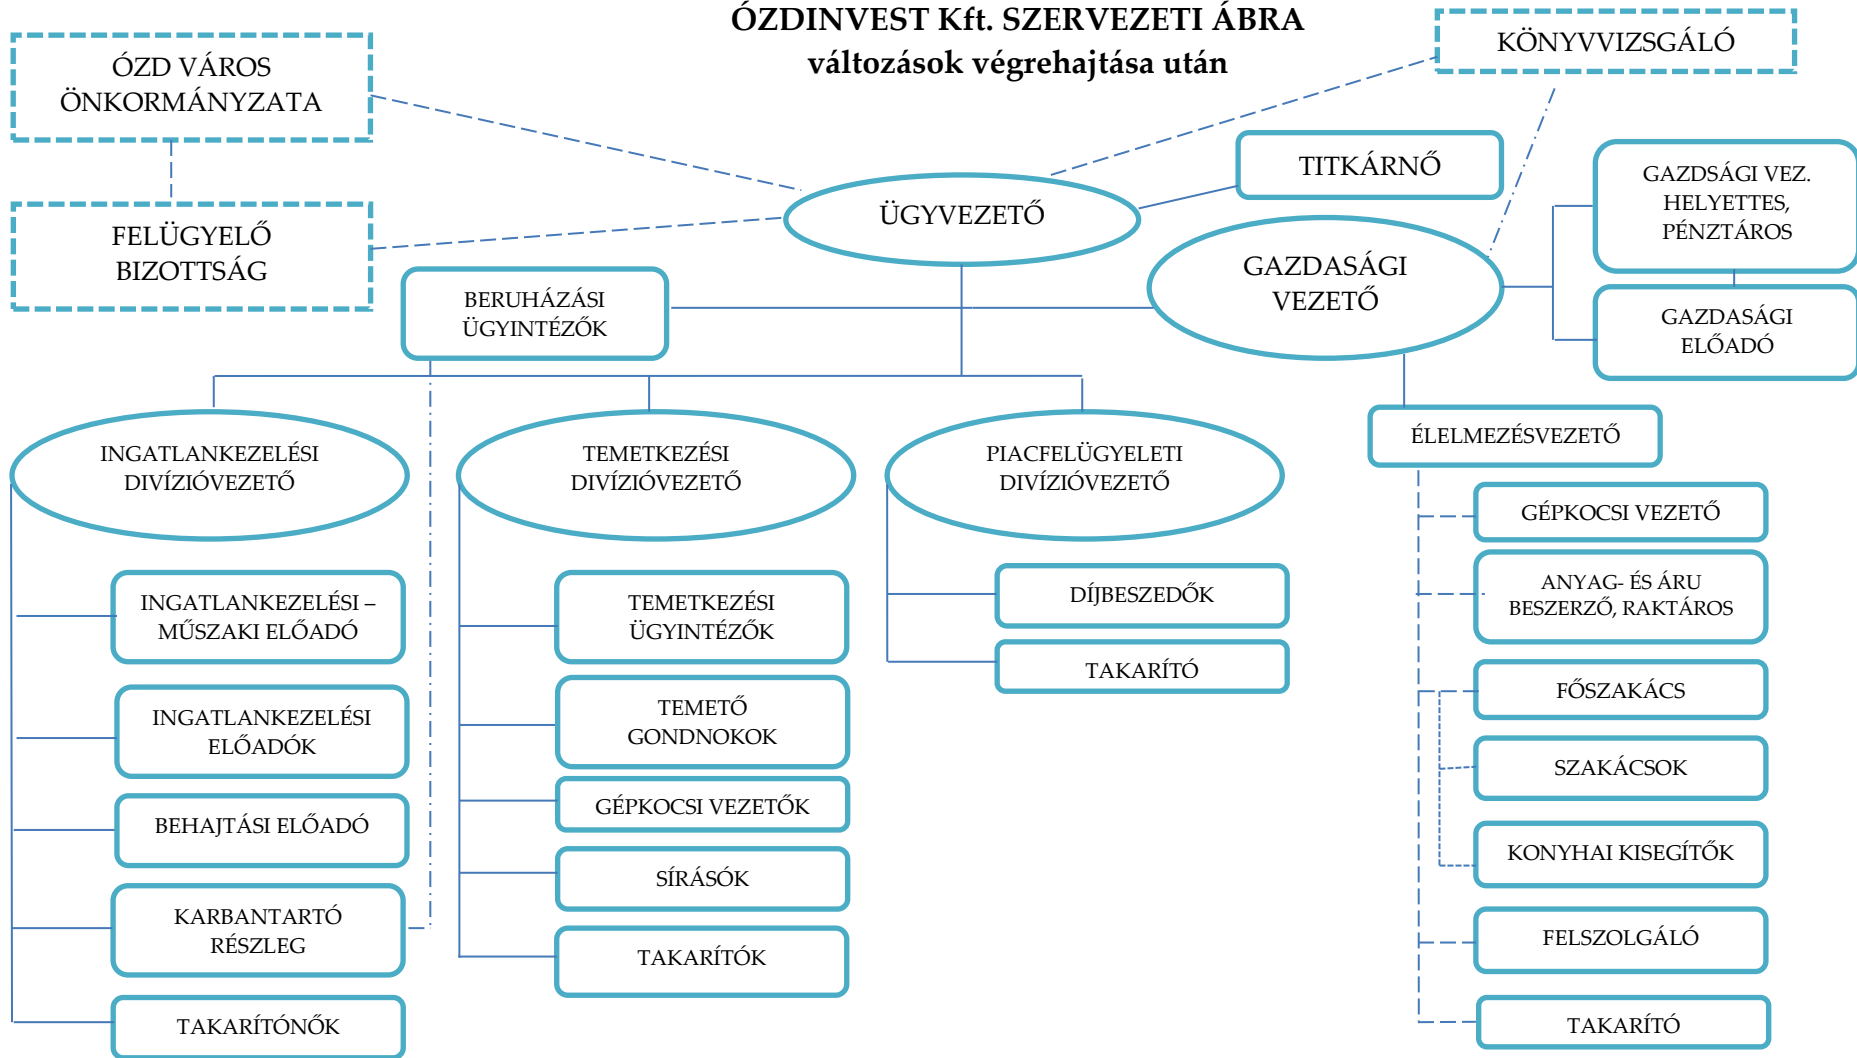 ÓZDINVEST Kft. SZERVEZETI ÁBRA
változások végrehajtása után
ÓZD VÁROS
ÖNKORMÁNYZATA
KÖNYVVIZSGÁLÓ
TITKÁRNŐ
GAZDSÁGI VEZ.
HELYETTES,
PÉNZTÁROS
ÜGYVEZETŐ
FELÜGYELŐ
BIZOTTSÁG
GAZDASÁGI
VEZETŐ
BERUHÁZÁSI
ÜGYINTÉZŐK
GAZDASÁGI
ELŐADÓ
INGATLANKEZELÉSI
DIVÍZIÓVEZETŐ
TEMETKEZÉSI
DIVÍZIÓVEZETŐ
PIACFELÜGYELETI
DIVÍZIÓVEZETŐ
ÉLELMEZÉSVEZETŐ
INGATLANKEZELÉSI –
MŰSZAKI ELŐADÓ
INGATLANKEZELÉSI
ELŐADÓK
BEHAJTÁSI ELŐADÓ
KARBANTARTÓ
RÉSZLEG
TAKARÍTÓNŐK
TEMETKEZÉSI
ÜGYINTÉZŐK
TEMETŐ
GONDNOKOK
GÉPKOCSI VEZETŐK
SÍRÁSÓK
TAKARÍTÓK
DÍJBESZEDŐK
TAKARÍTÓ
GÉPKOCSI VEZETŐ
ANYAG- ÉS ÁRU
BESZERZŐ, RAKTÁROS
FŐSZAKÁCS
SZAKÁCSOK
KONYHAI KISEGÍTŐK
FELSZOLGÁLÓ
TAKARÍTÓ